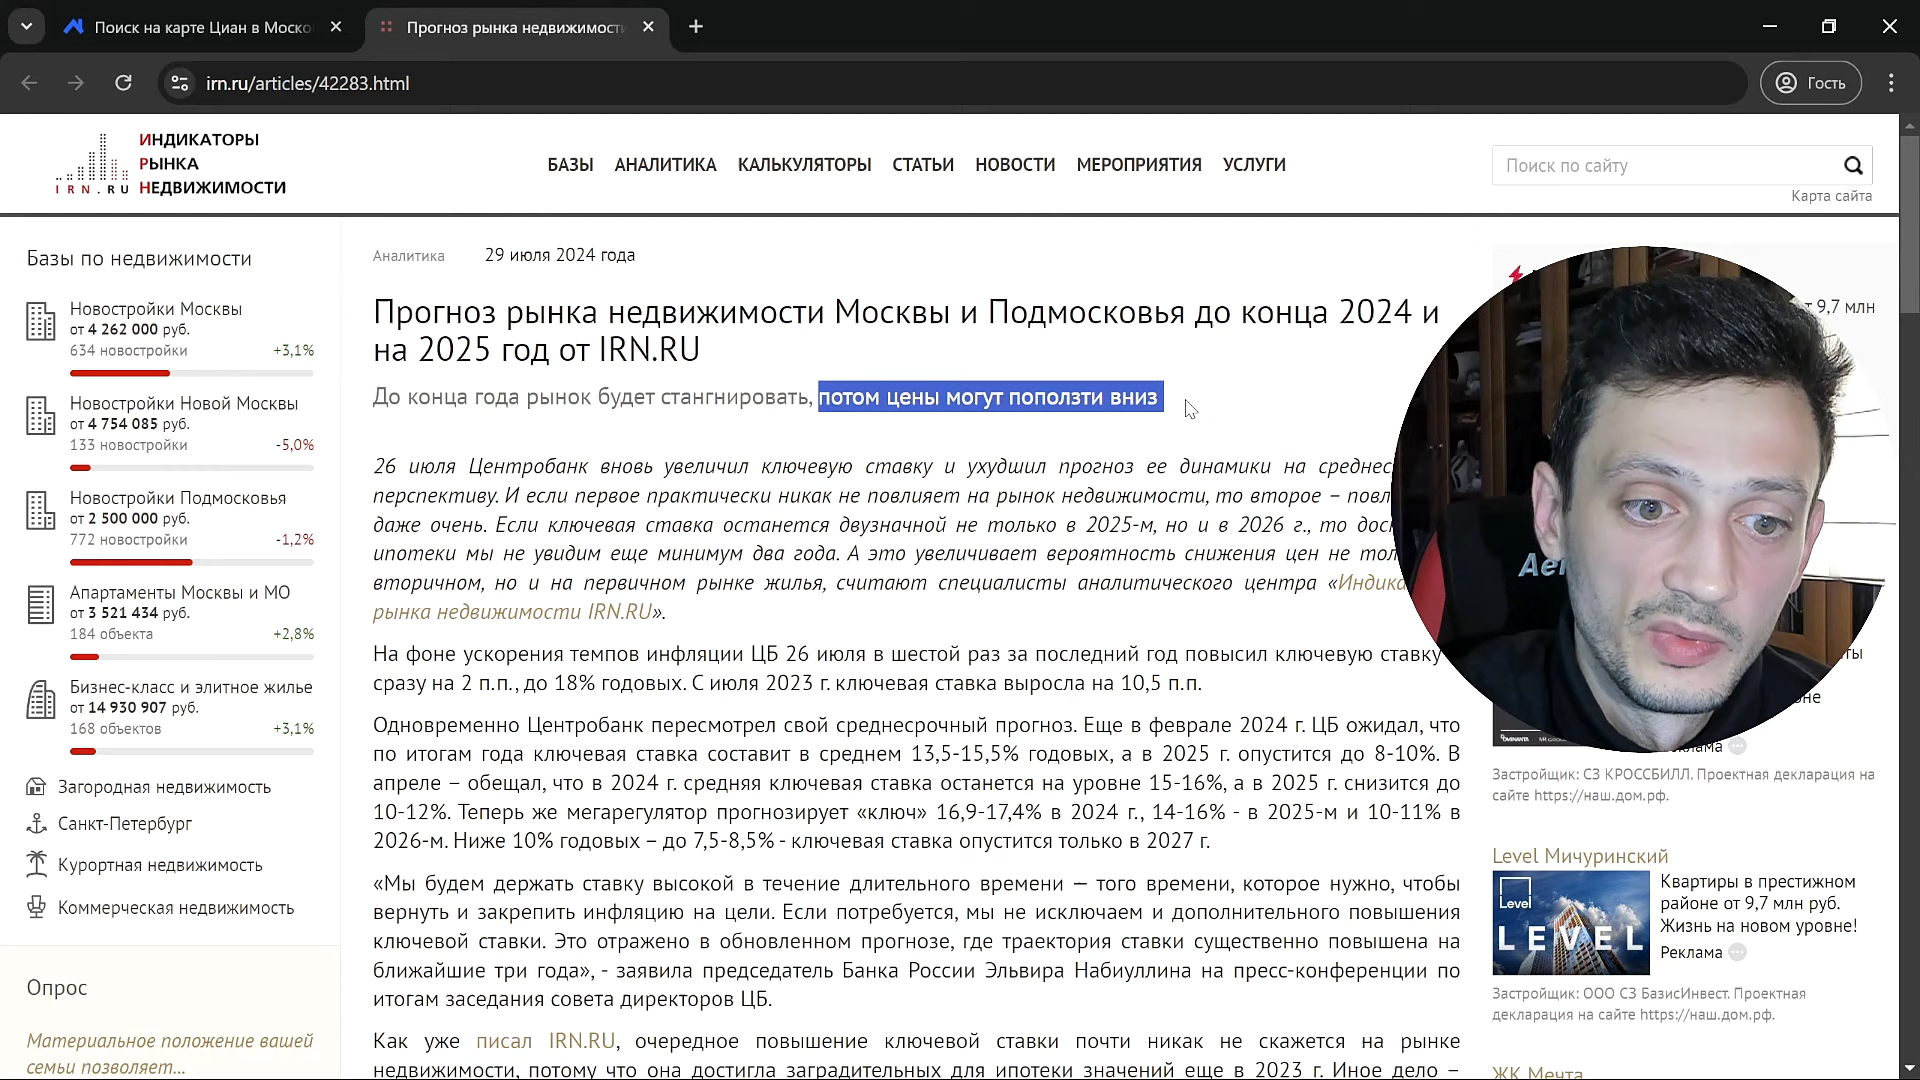 Поиск на карте Циан в Моско
Прогноз рынка недвижимости
irn.ru/articles/42283.html
Гость
IRN.RU
ИНДИКАТОРЫ
РЫНКА
НЕДВИЖИМОСТИ
БАЗЫ АНАЛИТИКА КАЛЬКУЛЯТОРЫ СТАТЬИ НОВОСТИ МЕРОПРИЯТИЯ УСЛУГИ
Поиск по сайту
Карта сайта
Базы по недвижимости
Новостройки Москвы
от 4 262 000 руб.
634 новостройки +3,1%
Новостройки Новой Москвы
от 4 754 085 руб.
133 новостройки -5,0%
Новостройки Подмосковья
от 2 500 000 руб.
772 новостройки -1,2%
Апартаменты Москвы и МО
от 3 521 434 руб.
184 объекта +2,8%
Бизнес-класс и элитное жилье
от 14 930 907 руб.
168 объектов +3,1%
Загородная недвижимость
Санкт-Петербург
Курортная недвижимость
Коммерческая недвижимость
Опрос
Материальное положение вашей
семьи позволяет...
Аналитика 29 июля 2024 года
Прогноз рынка недвижимости Москвы и Подмосковья до конца 2024 и
на 2025 год от IRN.RU
До конца года рынок будет стангнировать, потом цены могут поползти вниз
26 июля Центробанк вновь увеличил ключевую ставку и ухудшил прогноз ее динамики на среднес
перспективу. И если первое практически никак не повлияет на рынок недвижимости, то второе – повл
даже очень. Если ключевая ставка останется двузначной не только в 2025-м, но и в 2026 г., то дос
ипотеки мы не увидим еще минимум два года. А это увеличивает вероятность снижения цен не тол
вторичном, но и на первичном рынке жилья, считают специалисты аналитического центра «Индика
рынка недвижимости IRN.RU».
На фоне ускорения темпов инфляции ЦБ 26 июля в шестой раз за последний год повысил ключевую ставку
сразу на 2 п.п., до 18% годовых. С июля 2023 г. ключевая ставка выросла на 10,5 п.п.
Одновременно Центробанк пересмотрел свой среднесрочный прогноз. Еще в феврале 2024 г. ЦБ ожидал, что
по итогам года ключевая ставка составит в среднем 13,5-15,5% годовых, а в 2025 г. опустится до 8-10%. В
апреле – обещал, что в 2024 г. средняя ключевая ставка останется на уровне 15-16%, а в 2025 г. снизится до
10-12%. Теперь же мегарегулятор прогнозирует «ключ» 16,9-17,4% в 2024 г., 14-16% - в 2025-м и 10-11% в
2026-м. Ниже 10% годовых – до 7,5-8,5% - ключевая ставка опустится только в 2027 г.
«Мы будем держать ставку высокой в течение длительного времени — того времени, которое нужно, чтобы
вернуть и закрепить инфляцию на цели. Если потребуется, мы не исключаем и дополнительного повышения
ключевой ставки. Это отражено в обновленном прогнозе, где траектория ставки существенно повышена на
ближайшие три года», - заявила председатель Банка России Эльвира Набиуллина на пресс-конференции по
итогам заседания совета директоров ЦБ.
Как уже писал IRN.RU, очередное повышение ключевой ставки почти никак не скажется на рынке
недвижимости, потому что она достигла заградительных для ипотеки значений еще в 2023 г. Иное дело –
т 9,7 млн
Застройщик: СЗ КРОССБИЛЛ. Проектная декларация на
сайте https://наш.дом.рф.
Level Мичуринский
Level
LEVEL
Квартиры в престижном
районе от 9,7 млн руб.
Жизнь на новом уровне!
Реклама
Застройщик: ООО СЗ БазисИнвест. Проектная
декларация на сайте https://наш.дом.рф.
ЖК Мечта